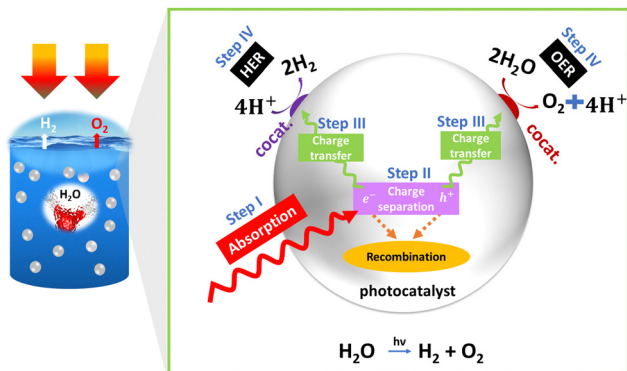 H₂
O₂
H₂O
Step IV
HER
2H₂
4H⁺
cocat.
Step III
Charge
transfer
Step IV
OER
2H₂O
O₂ + 4H⁺
cocat.
Step III
Charge
transfer
Step II
e⁻ Charge h⁺
separation
Step I
Absorption
Recombination
photocatalyst
hν
H₂O → H₂ + O₂